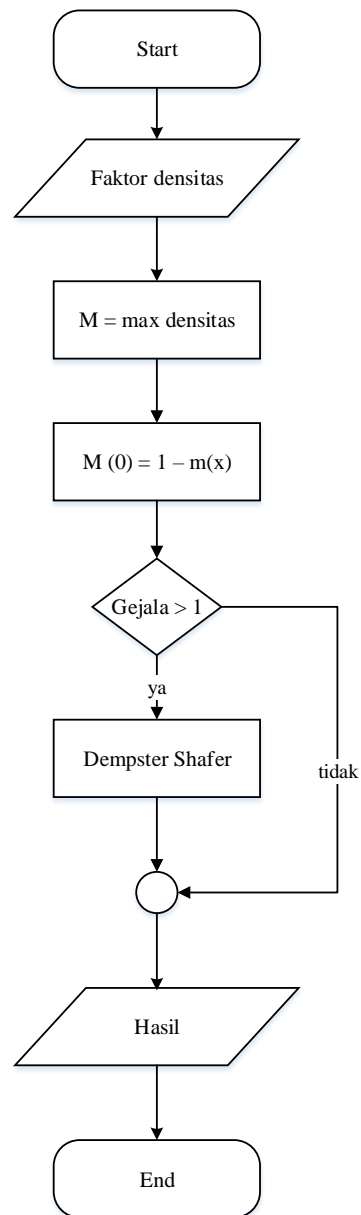 Start
Faktor densitas
M = max densitas
M (0) = 1 – m(x)
Gejala > 1
ya
Dempster Shafer
tidak
Hasil
End